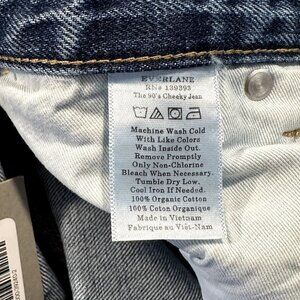 EVERLANE
RN# 139393
The 90's Cheeky Jean
Machine Wash Cold
With Like Colors
Wash Inside Out.
Remove Promptly
Only Non-Chlorine
Bleach When Necessary.
Tumble Dry Low.
Cool Iron If Needed.
100% Organic Cotton
100% Coton Organique
Made in Vietnam
Fabrique au Viêt-Nam